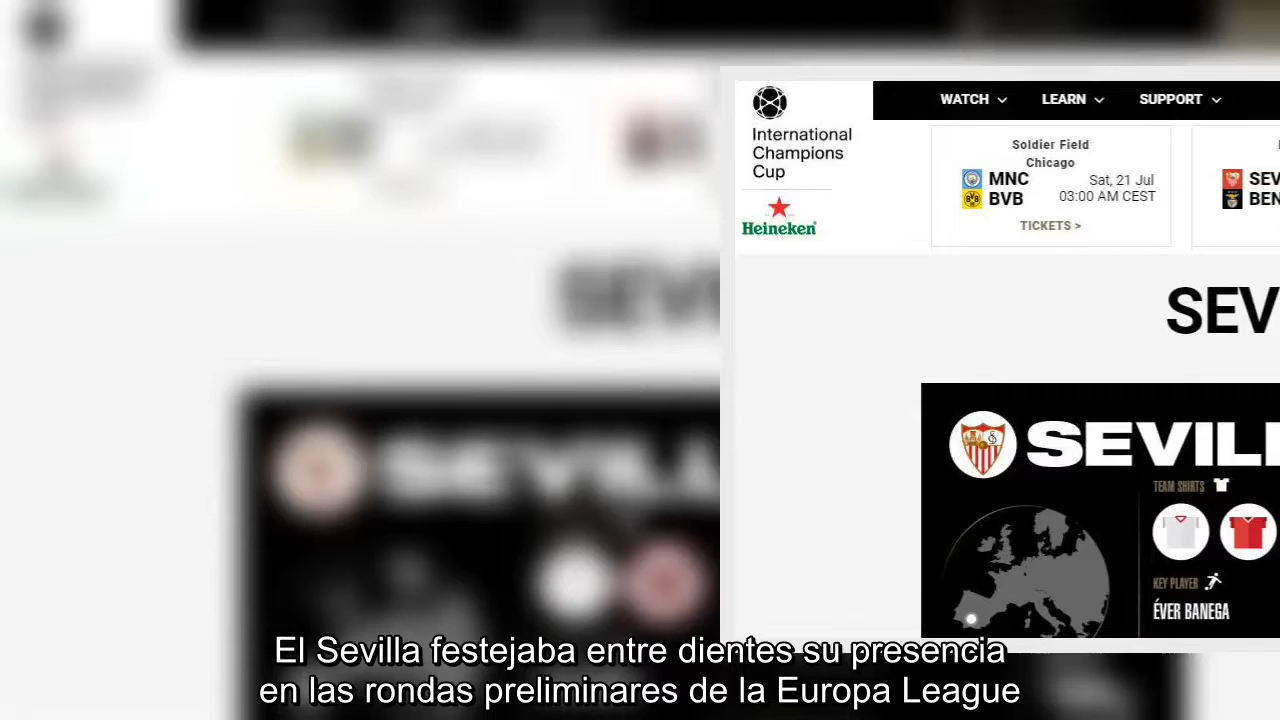 WATCH LEARN SUPPORT
International
Champions
Cup
Heineken
Soldier Field
Chicago
MNC
BVB
Sat, 21 Jul
03:00 AM CEST
TICKETS >
SEV
BEN
SEV
SEVILL
TEAM SHIRTS
KEY PLAYER
ÉVER BANEGA
El Sevilla festejaba entre dientes su presencia
en las rondas preliminares de la Europa League